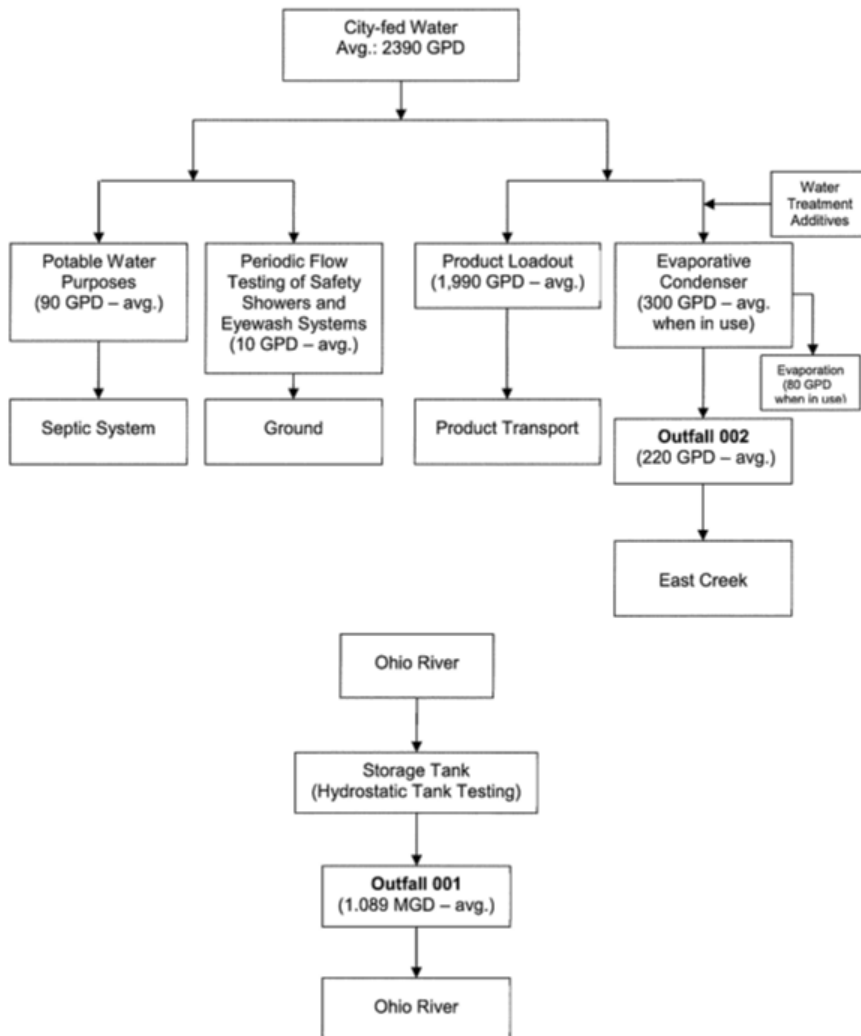 City-fed Water
Avg.: 2390 GPD
Water
Treatment
Additives
Potable Water
Purposes
(90 GPD – avg.)
Periodic Flow
Testing of Safety
Showers and
Eyewash Systems
(10 GPD – avg.)
Product Loadout
(1,990 GPD – avg.)
Evaporative
Condenser
(300 GPD – avg.
when in use)
Evaporation
(80 GPD
when in use)
Septic System
Ground
Product Transport
Outfall 002
(220 GPD – avg.)
East Creek
Ohio River
Storage Tank
(Hydrostatic Tank Testing)
Outfall 001
(1.089 MGD – avg.)
Ohio River